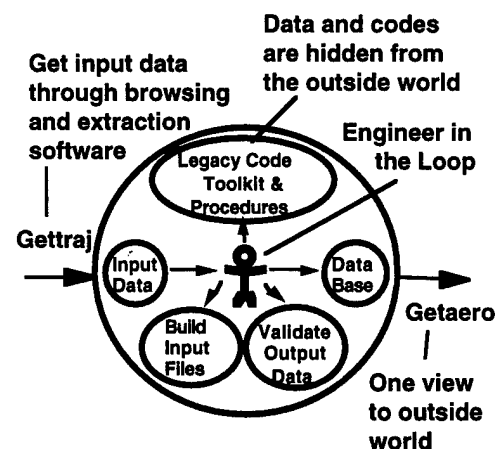 Data and codes
are hidden from
the outside world
Get input data
through browsing
and extraction
software
Engineer in
the Loop
Legacy Code
Toolkit &
Procedures
Gettraj
Input
Data
Data
Base
Build
Input
Files
Validate
Output
Data
Getaero
One view
to outside
world